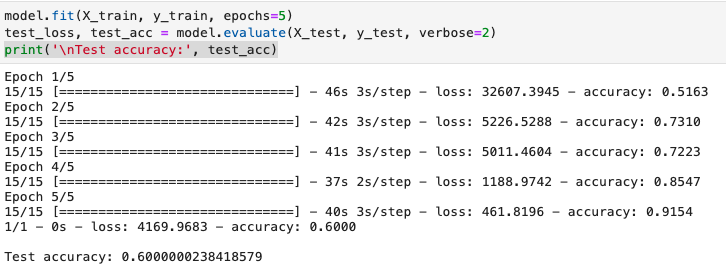 model.fit(X_train, y_train, epochs=5)
test_loss, test_acc = model.evaluate(X_test, y_test, verbose=2)
print('\nTest accuracy:', test_acc)
Epoch 1/5
15/15 [==============================] - 46s 3s/step - loss: 32607.3945 - accuracy: 0.5163
Epoch 2/5
15/15 [==============================] - 42s 3s/step - loss: 5226.5288 - accuracy: 0.7310
Epoch 3/5
15/15 [==============================] - 41s 3s/step - loss: 5011.4604 - accuracy: 0.7223
Epoch 4/5
15/15 [==============================] - 37s 2s/step - loss: 1188.9742 - accuracy: 0.8547
Epoch 5/5
15/15 [==============================] - 40s 3s/step - loss: 461.8196 - accuracy: 0.9154
1/1 - 0s - loss: 4169.9683 - accuracy: 0.6000
Test accuracy: 0.6000000238418579